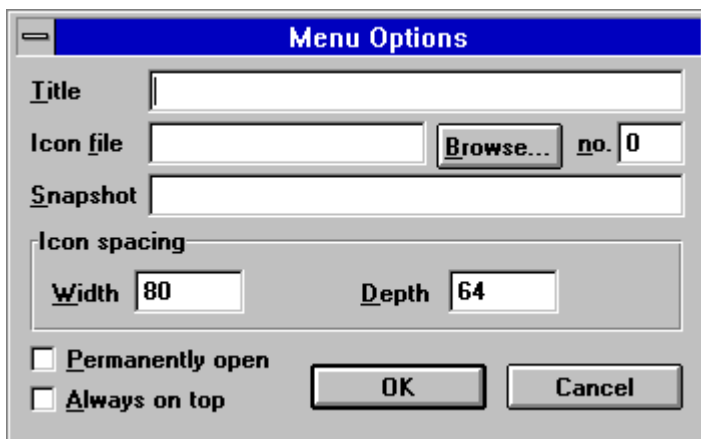 Menu Options
Title
Icon file Browse... no. 0
Snapshot
Icon spacing
Width 80 Depth 64
Permanently open
Always on top
OK Cancel